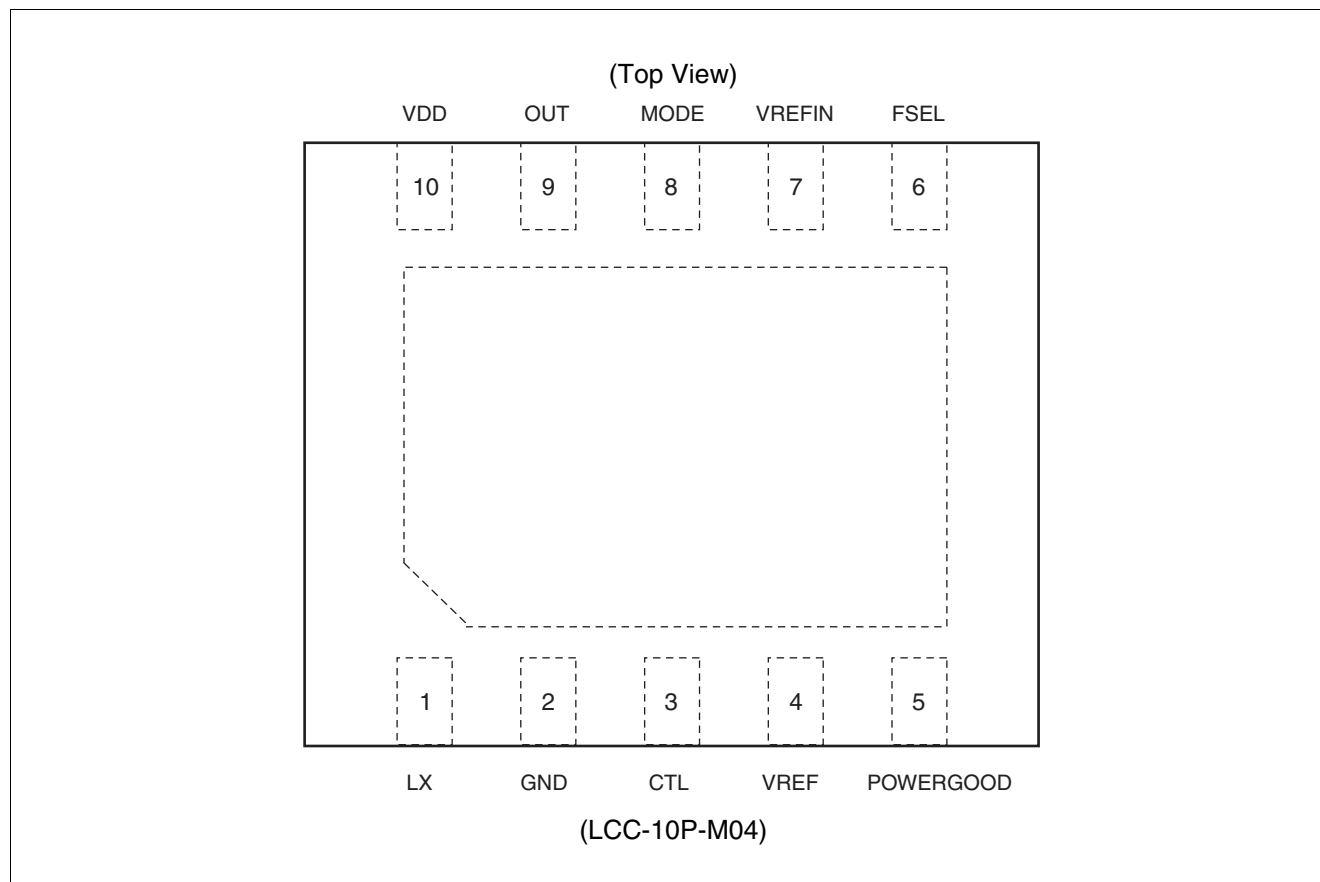 (Top View)
VDD OUT MODE VREFIN FSEL
10 9 8 7 6
1 2 3 4 5
LX GND CTL VREF POWERGOOD
(LCC-10P-M04)